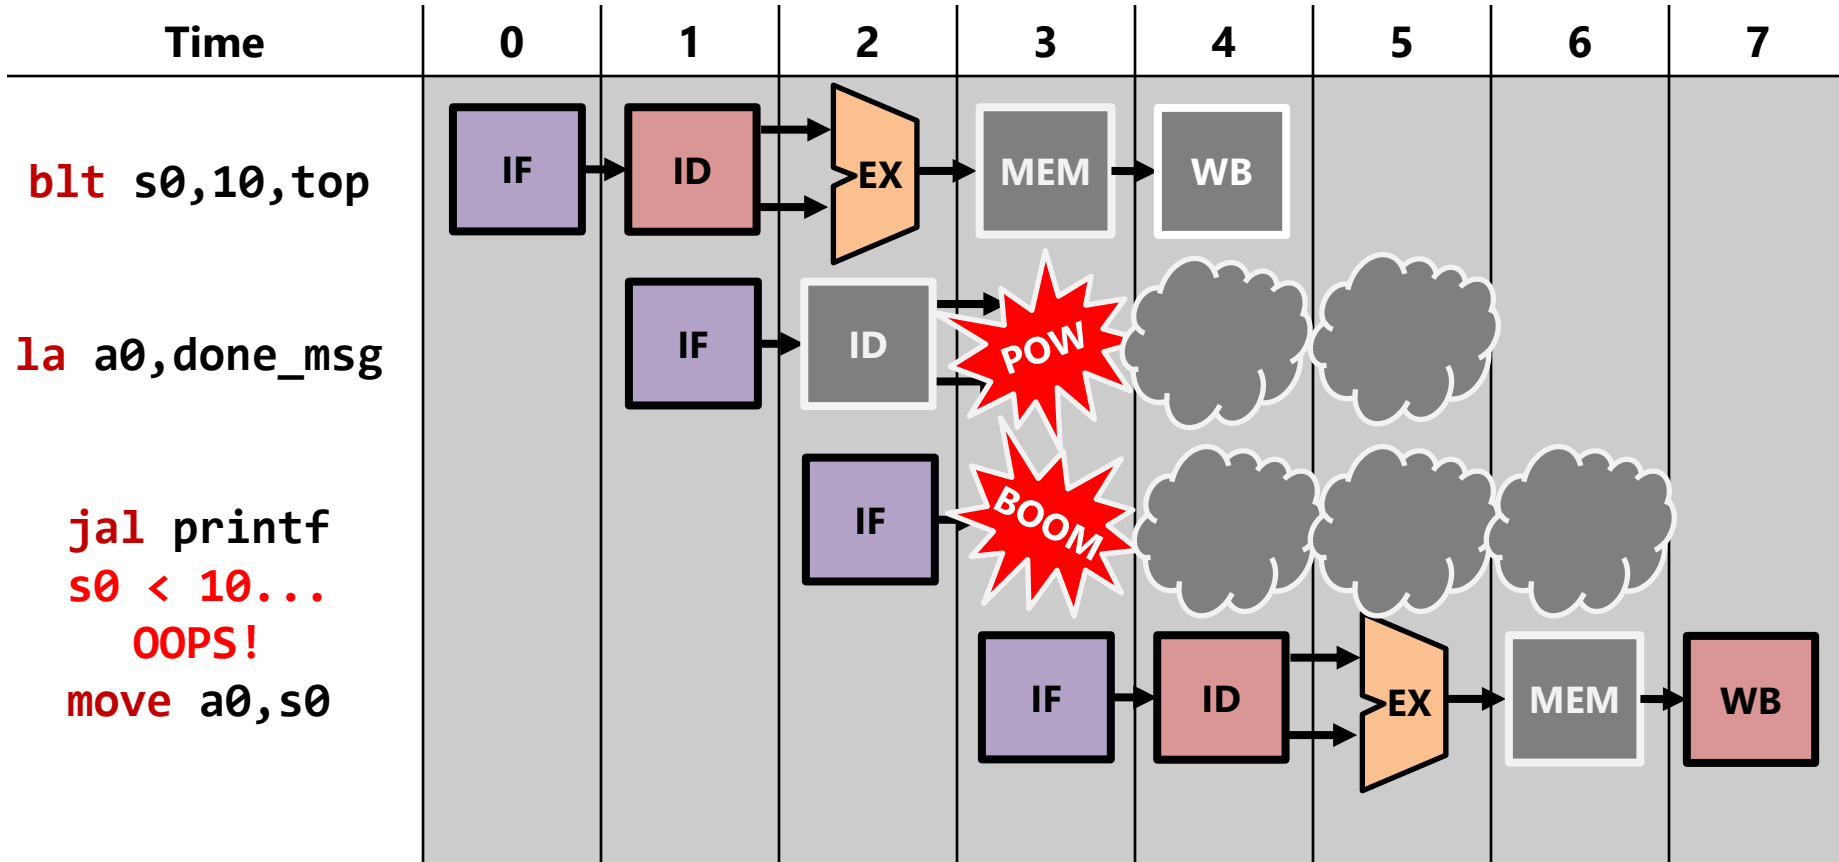 Time 0 1 2 3 4 5 6 7
blt s0,10,top IF ID EX MEM WB
la a0,done_msg IF ID POW
jal printf IF BOOM
s0 < 10...
OOPS!
move a0,s0 IF ID EX MEM WB